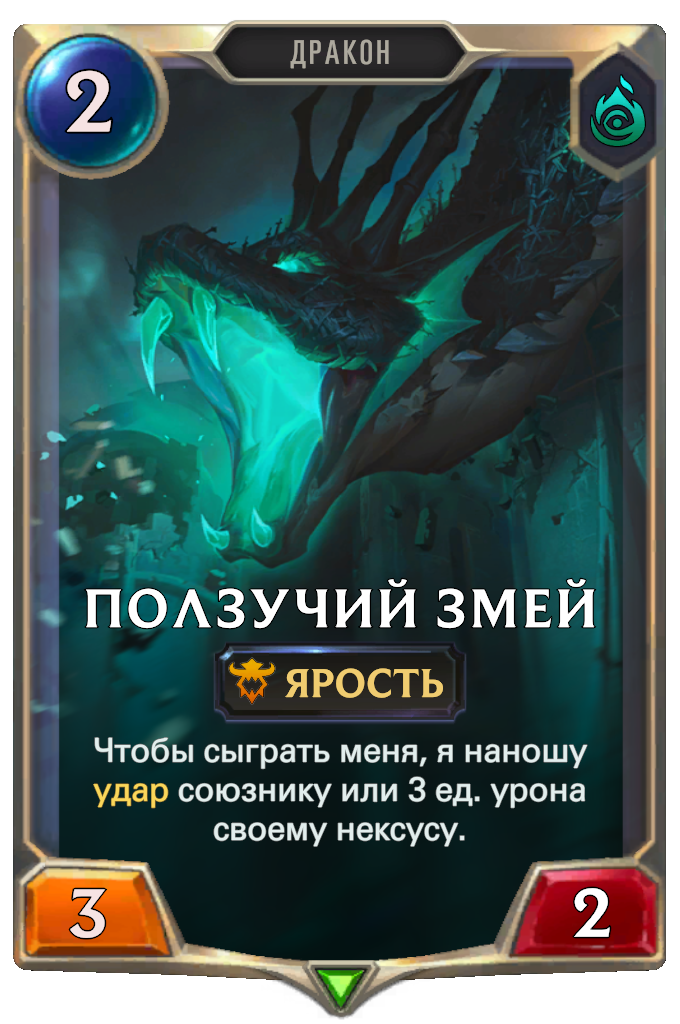 2
ДРАКОН
ПОЛЗУЧИЙ ЗМЕЙ
ЯРОСТЬ
Чтобы сыграть меня, я наношу
удар союзнику или 3 ед. урона
своему нексусу.
3
2